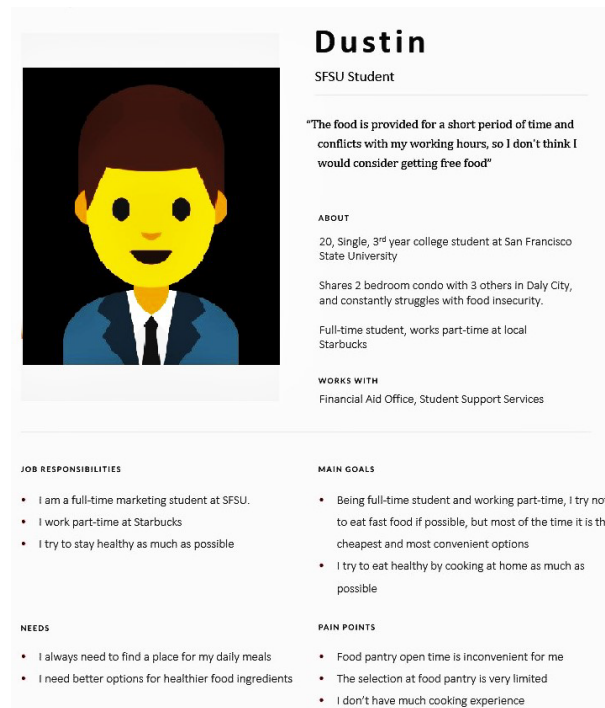 Dustin
SFSU Student
“The food is provided for a short period of time and
conflicts with my working hours, so I don't think I
would consider getting free food”
ABOUT
20, Single, 3rd year college student at San Francisco
State University
Shares 2 bedroom condo with 3 others in Daly City,
and constantly struggles with food insecurity.
Full-time student, works part-time at local
Starbucks
WORKS WITH
Financial Aid Office, Student Support Services
JOB RESPONSIBILITIES
• I am a full-time marketing student at SFSU.
• I work part-time at Starbucks
• I try to stay healthy as much as possible
MAIN GOALS
• Being full-time student and working part-time, I try
to eat fast food if possible, but most of the time it is
cheapest and most convenient options
• I try to eat healthy by cooking at home as much as
possible
NEEDS
• I always need to find a place for my daily meals
• I need better options for healthier food ingredients
PAIN POINTS
• Food pantry open time is inconvenient for me
• The selection at food pantry is very limited
• I don't have much cooking experience